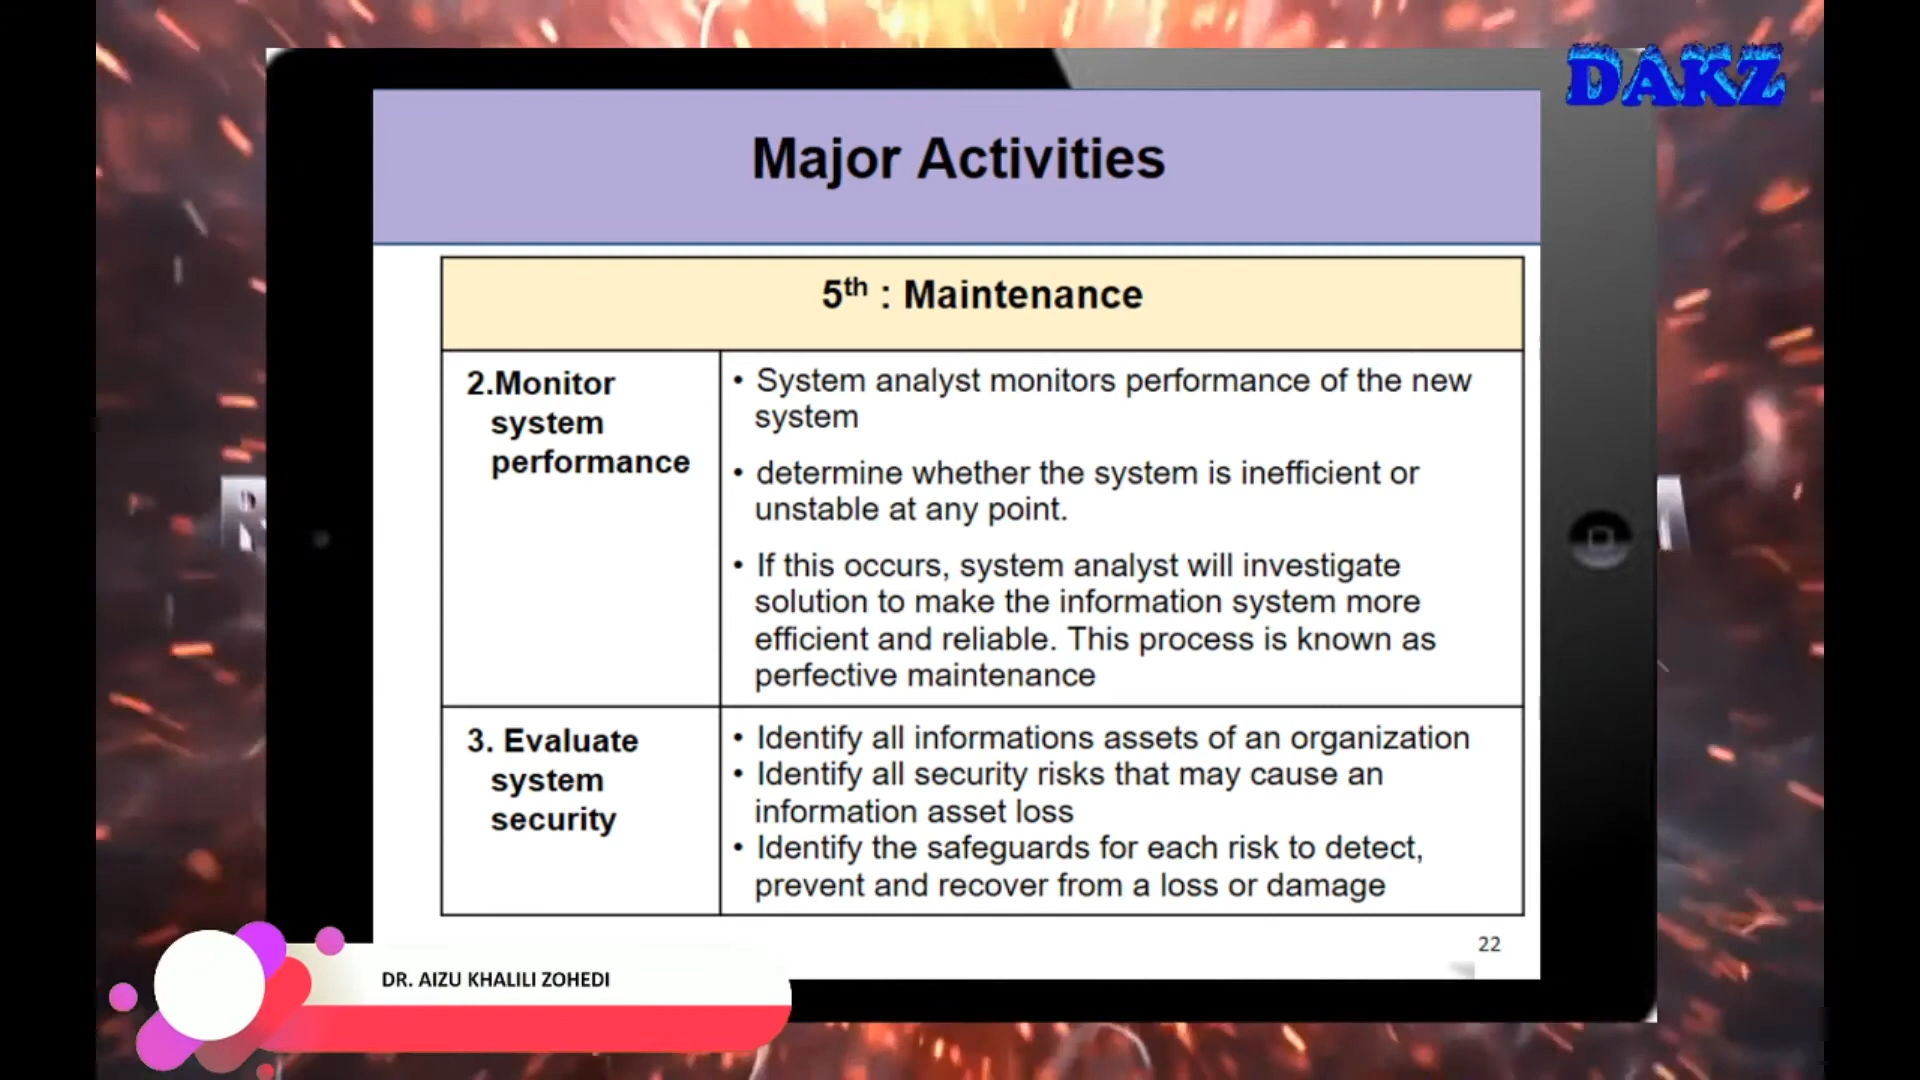 DAKZ
Major Activities
5th : Maintenance
2.Monitor
system
performance
• System analyst monitors performance of the new
system
• determine whether the system is inefficient or
unstable at any point.
• If this occurs, system analyst will investigate
solution to make the information system more
efficient and reliable. This process is known as
perfective maintenance
3. Evaluate
system
security
• Identify all informations assets of an organization
• Identify all security risks that may cause an
information asset loss
• Identify the safeguards for each risk to detect,
prevent and recover from a loss or damage
22
DR. AIZU KHALILI ZOHEDI